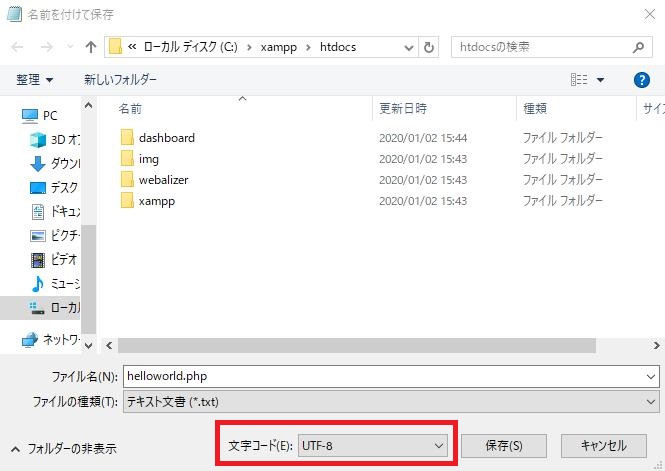 名前を付けて保存
« ローカル ディスク (C:) › xampp › htdocs
htdocsの検索
整理
新しいフォルダー
名前 更新日時 種類 サイ
PC
3D オ
ダウン
デスク
ドキュ
ピクチ
ビデオ
ミュー
ローカ
ネットワ
dashboard 2020/01/02 15:44 ファイル フォルダー
img 2020/01/02 15:43 ファイル フォルダー
webalizer 2020/01/02 15:43 ファイル フォルダー
xampp 2020/01/02 15:43 ファイル フォルダー
ファイル名(N): helloworld.php
ファイルの種類(T): テキスト文書 (*.txt)
フォルダーの非表示
文字コード(E): UTF-8
保存(S)
キャンセル